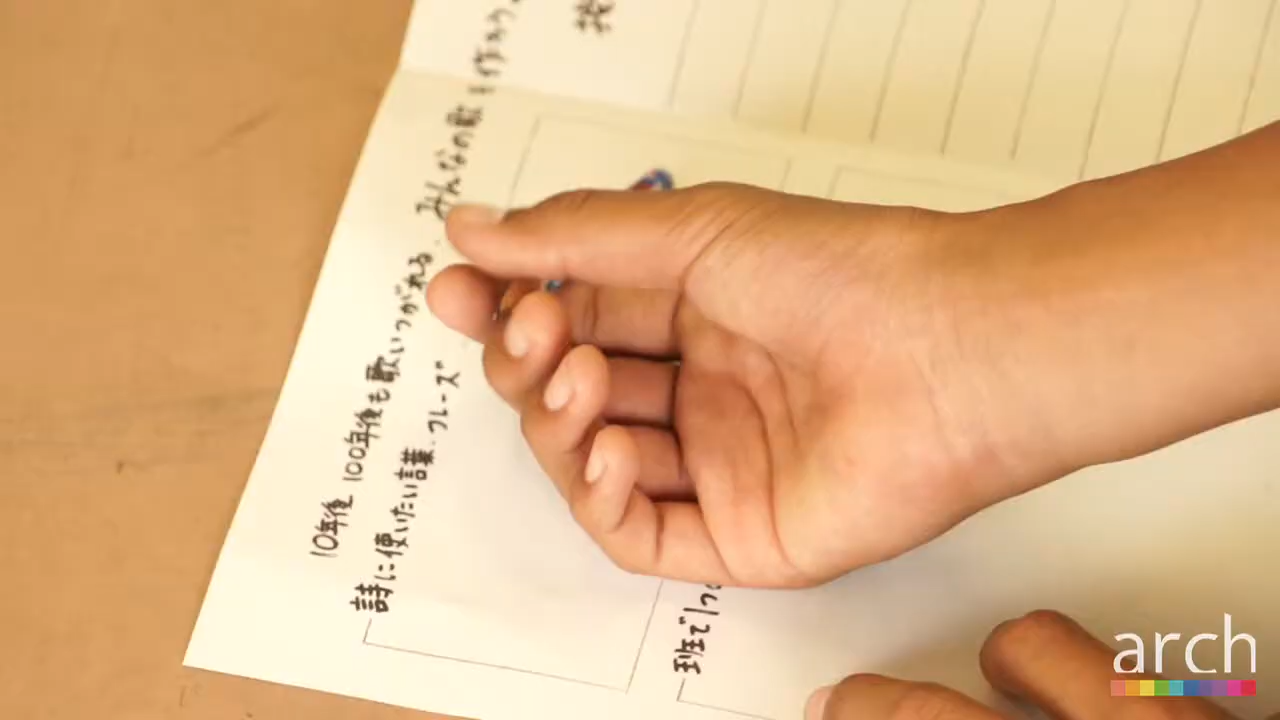 10年後 100年後も歌いつがれる、みんなの歌を作ろう。
詩に使いたい言葉・フレーズ
班で1つ
arch